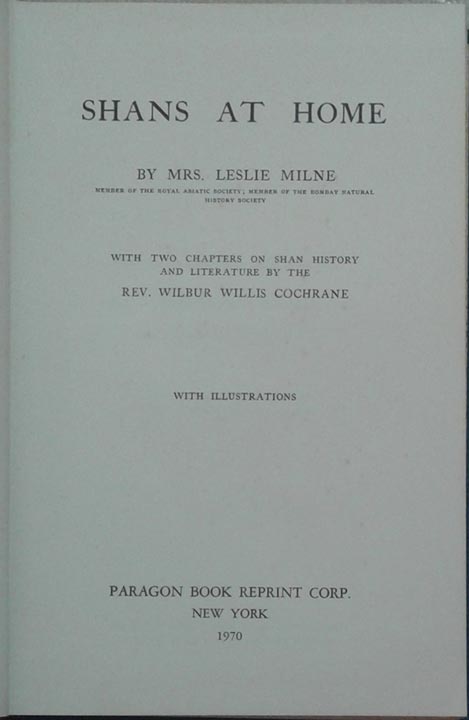 SHANS AT HOME
BY MRS. LESLIE MILNE
MEMBER OF THE ROYAL ASIATIC SOCIETY; MEMBER OF THE BOMBAY NATURAL
HISTORY SOCIETY
WITH TWO CHAPTERS ON SHAN HISTORY
AND LITERATURE BY THE
REV. WILBUR WILLIS COCHRANE
WITH ILLUSTRATIONS
PARAGON BOOK REPRINT CORP.
NEW YORK
1970